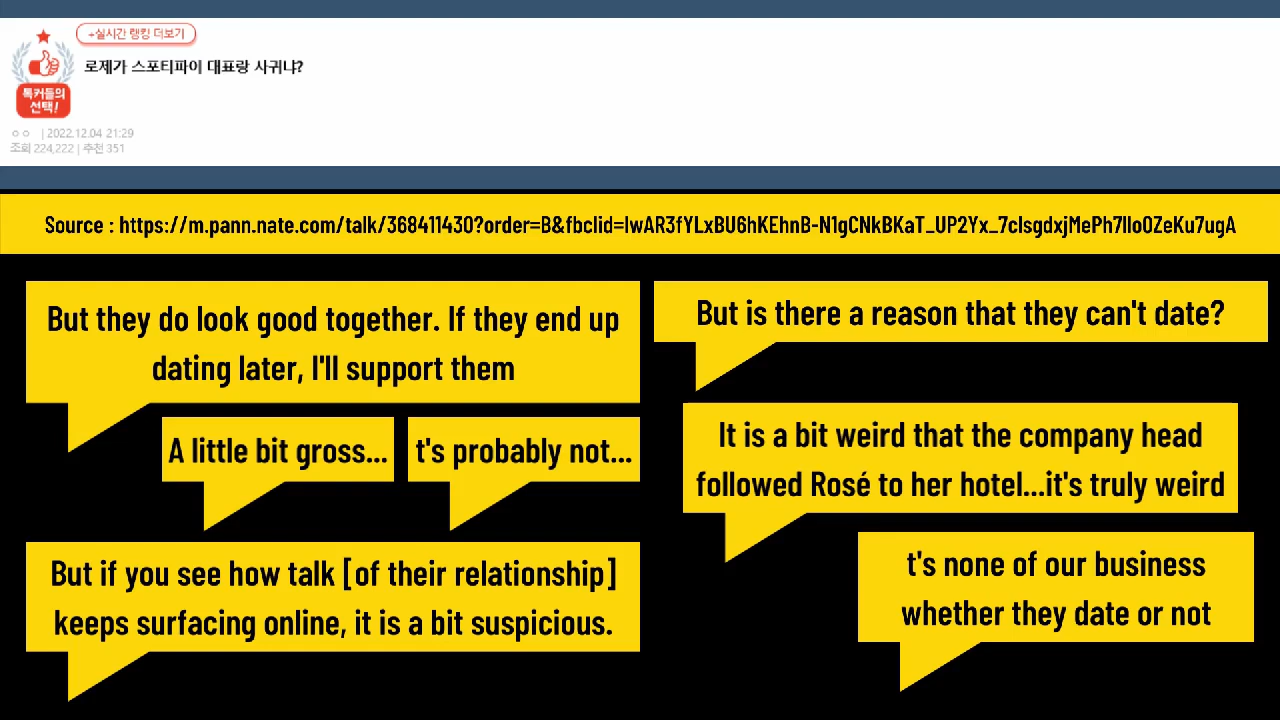 +실시간 랭킹 더보기
로제가 스포티파이 대표랑 사귀냐?
톡커들의
선택!
ㅇㅇ | 2022.12.04 21:29
조회 224,222 | 추천 351
Source : https://m.pann.nate.com/talk/368411430?order=B&fbclid=IwAR3fYLxBU6hKEhnB-N1gCNkBKaT_UP2Yx_7clsgdxjMePh7llo0ZeKu7ugA
But they do look good together. If they end up
dating later, I'll support them
But is there a reason that they can't date?
A little bit gross...
t's probably not...
It is a bit weird that the company head
followed Rosé to her hotel...it's truly weird
But if you see how talk [of their relationship]
keeps surfacing online, it is a bit suspicious.
t's none of our business
whether they date or not